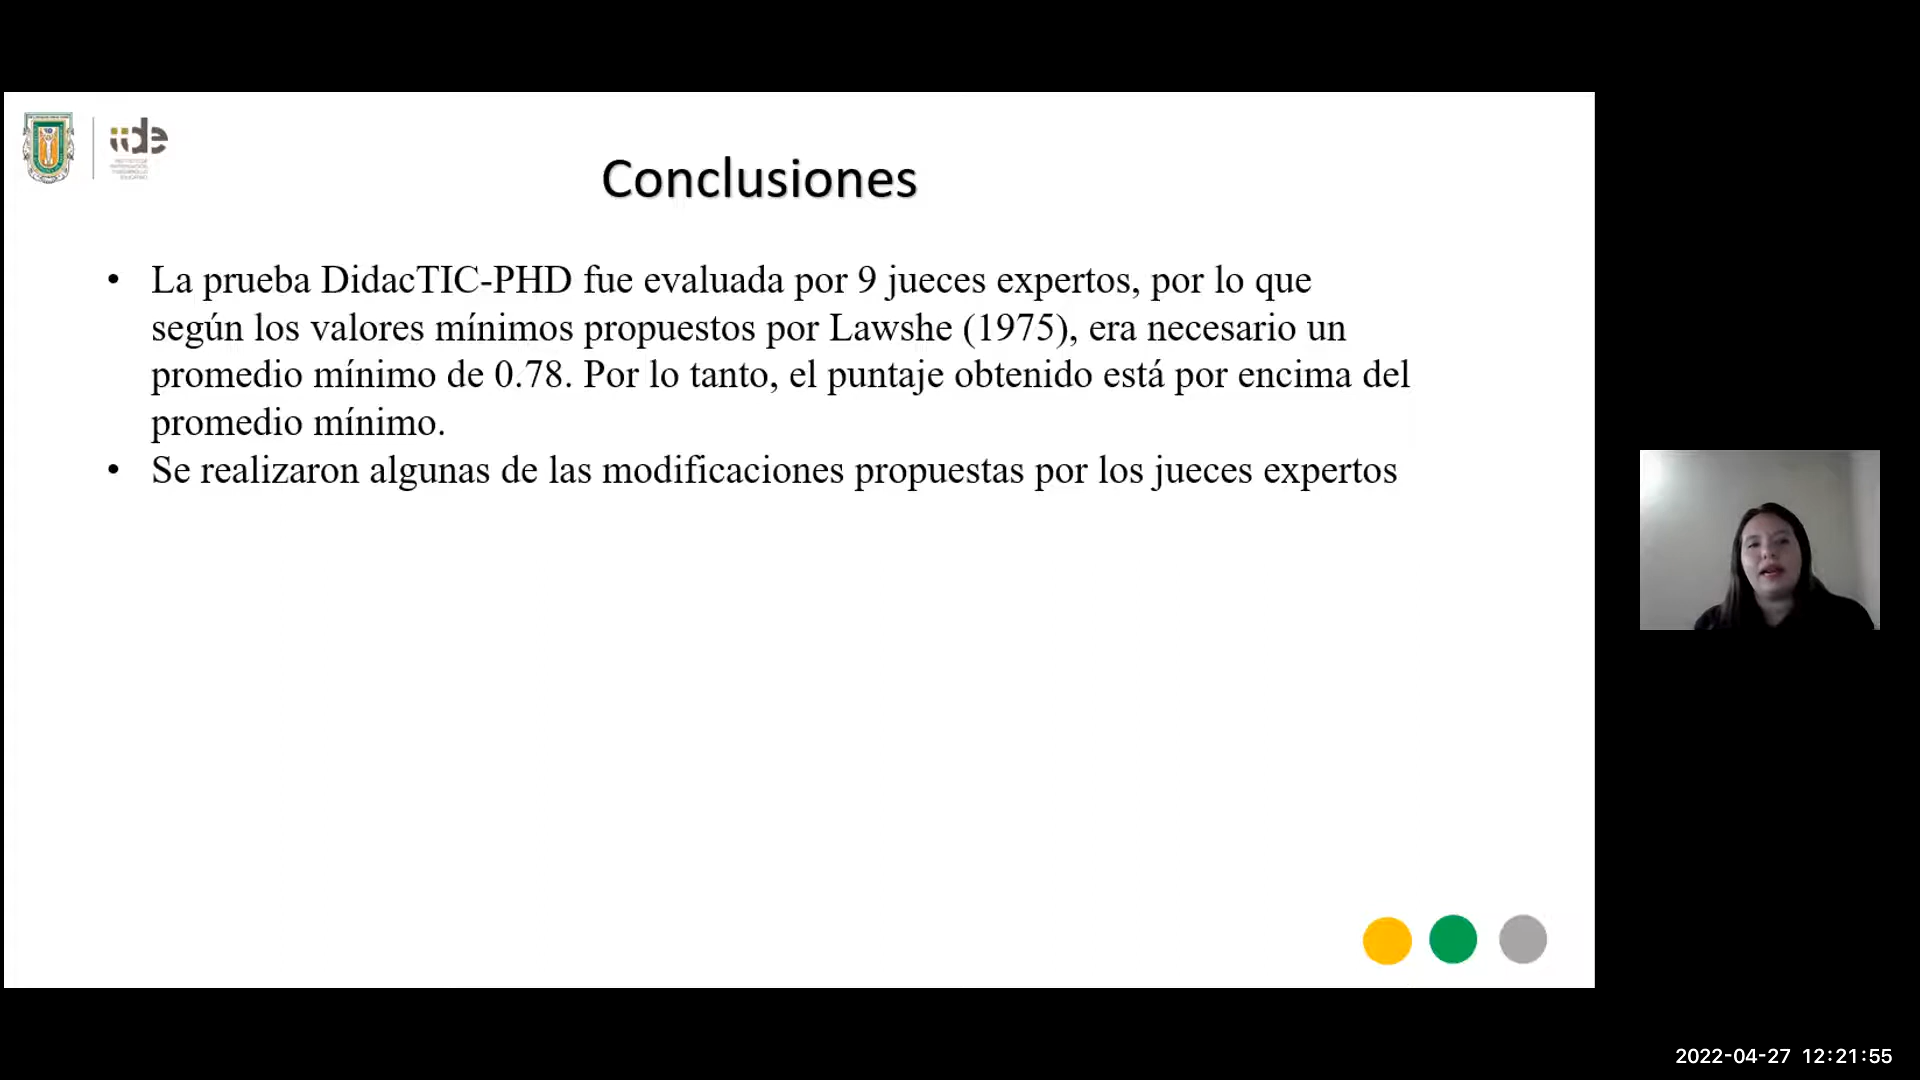 iide
Conclusiones
• La prueba DidacTIC-PHD fue evaluada por 9 jueces expertos, por lo que
según los valores mínimos propuestos por Lawshe (1975), era necesario un
promedio mínimo de 0.78. Por lo tanto, el puntaje obtenido está por encima del
promedio mínimo.
• Se realizaron algunas de las modificaciones propuestas por los jueces expertos
2022-04-27 12:21:55